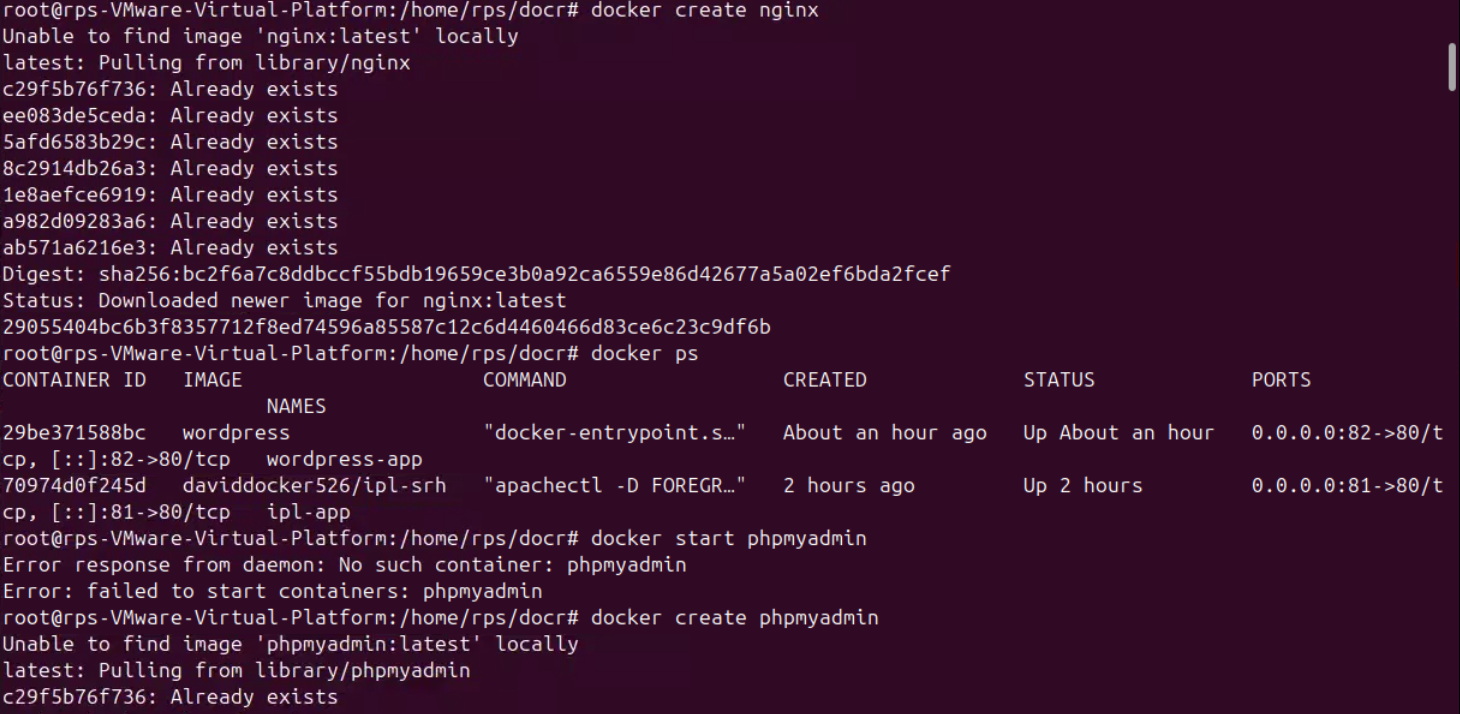 root@rps-VMware-Virtual-Platform:/home/rps/docr# docker create nginx
Unable to find image 'nginx:latest' locally
latest: Pulling from library/nginx
c29f5b76f736: Already exists
ee083de5ceda: Already exists
5afd6583b29c: Already exists
8c2914db26a3: Already exists
1e8aefce6919: Already exists
a982d09283a6: Already exists
ab571a6216e3: Already exists
Digest: sha256:bc2f6a7c8ddbccf55bdb19659ce3b0a92ca6559e86d42677a5a02ef6bda2fcef
Status: Downloaded newer image for nginx:latest
29055404bc6b3f8357712f8ed74596a85587c12c6d4460466d83ce6c23c9df6b
root@rps-VMware-Virtual-Platform:/home/rps/docr# docker ps
CONTAINER ID   IMAGE                    COMMAND                  CREATED             STATUS             PORTS
                      NAMES
29be371588bc   wordpress                "docker-entrypoint.s…"   About an hour ago   Up About an hour   0.0.0.0:82->80/t
cp, [::]:82->80/tcp   wordpress-app
70974d0f245d   daviddocker526/ipl-srh   "apachectl -D FOREGR…"   2 hours ago         Up 2 hours         0.0.0.0:81->80/t
cp, [::]:81->80/tcp   ipl-app
root@rps-VMware-Virtual-Platform:/home/rps/docr# docker start phpmyadmin
Error response from daemon: No such container: phpmyadmin
Error: failed to start containers: phpmyadmin
root@rps-VMware-Virtual-Platform:/home/rps/docr# docker create phpmyadmin
Unable to find image 'phpmyadmin:latest' locally
latest: Pulling from library/phpmyadmin
c29f5b76f736: Already exists